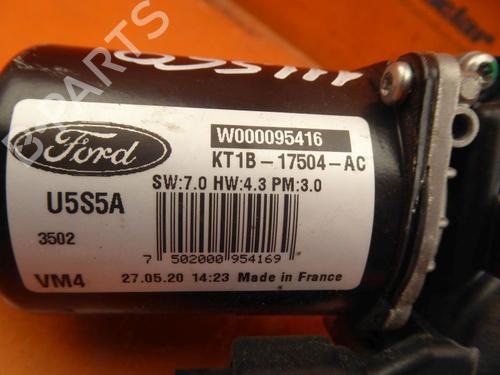 B PARTS
Ford
W000095416
KT1B-17504-AC
U5S5A
SW:7.0 HW:4.3 PM:3.0
3502
7 502000 954169
VM4
27.05.20 14:23 Made in France